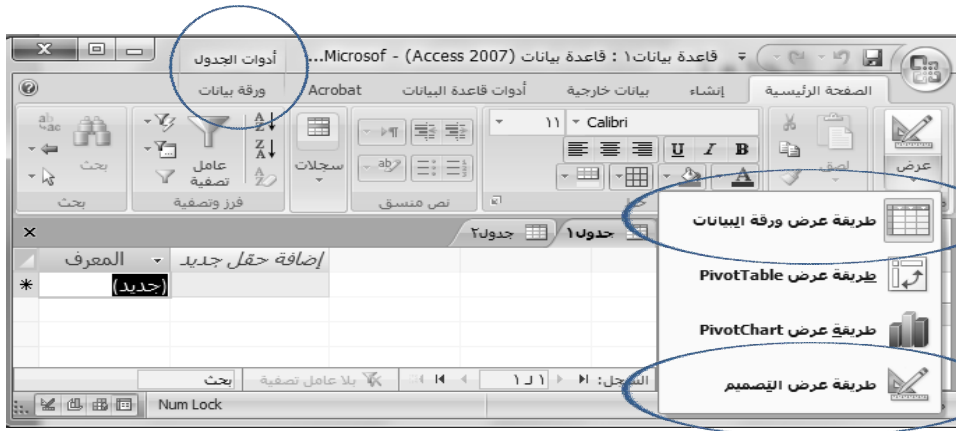 قاعدة بيانات١ : قاعدة بيانات (Access 2007) - Microsof...
أدوات الجدول
الصفحة الرئيسية
إنشاء
بيانات خارجية
أدوات قاعدة البيانات
Acrobat
ورقة بيانات
عرض
لصق
Calibri
١١
B I U
A
نص منسق
سجلات
عامل تصفية
فرز وتصفية
بحث
بحث
طريقة عرض ورقة البيانات
طريقة عرض PivotTable
طريقة عرض PivotChart
طريقة عرض التصميم
جدول١
جدول٢
المعرف
إضافة حقل جديد
(جديد)
السجل:
١ لـ ١
بلا عامل تصفية
بحث
Num Lock